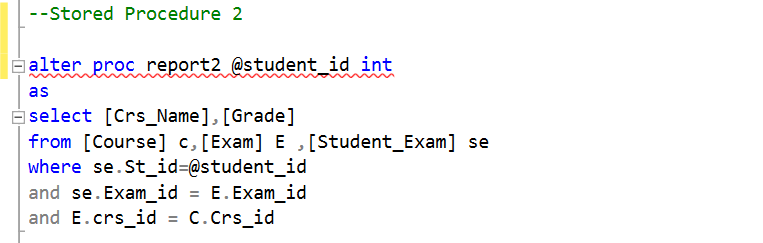 --Stored Procedure 2
alter proc report2 @student_id int
as
select [Crs_Name],[Grade]
from [Course] c,[Exam] E ,[Student_Exam] se
where se.St_id=@student_id
and se.Exam_id = E.Exam_id
and E.crs_id = C.Crs_id